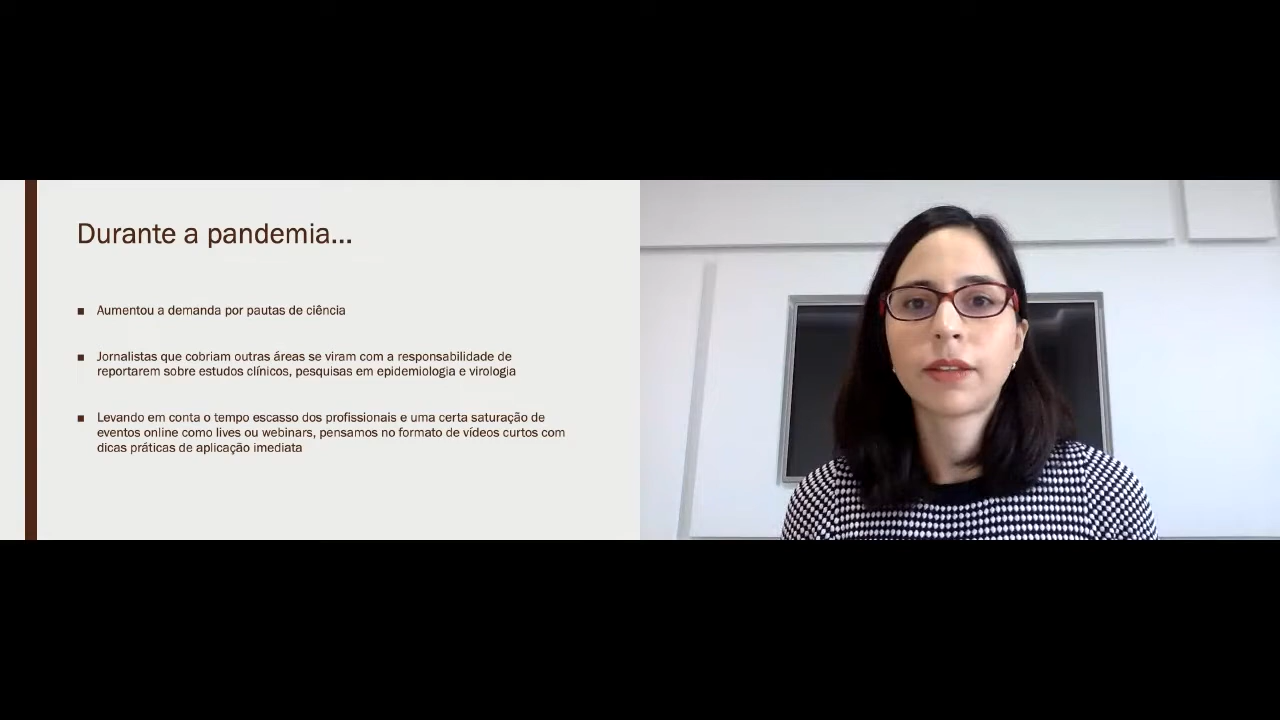 Durante a pandemia...
■ Aumentou a demanda por pautas de ciência
■ Jornalistas que cobriam outras áreas se viram com a responsabilidade de
reportarem sobre estudos clínicos, pesquisas em epidemiologia e virologia
■ Levando em conta o tempo escasso dos profissionais e uma certa saturação de
eventos online como lives ou webinars, pensamos no formato de vídeos curtos com
dicas práticas de aplicação imediata